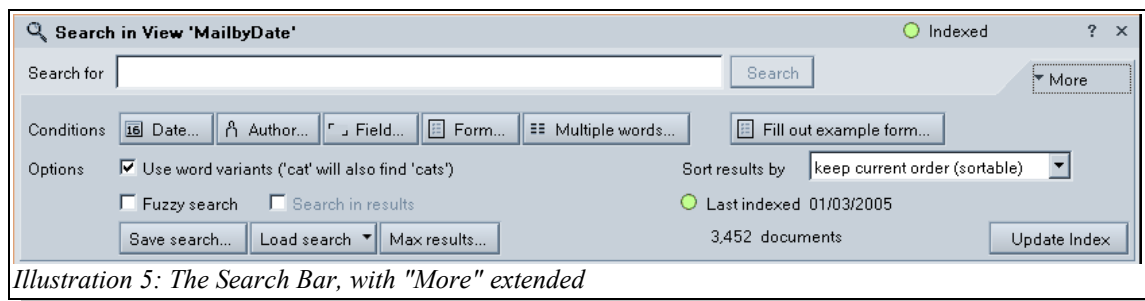 Search in View 'MailbyDate' Indexed ? ×
Search for Search More
Conditions 16 Date... Author... Field... Form... Multiple words... Fill out example form...
Options Use word variants ('cat' will also find 'cats') Sort results by keep current order (sortable)
Fuzzy search Search in results Last indexed 01/03/2005
Save search... Load search Max results... 3,452 documents Update Index
Illustration 5: The Search Bar, with "More" extended